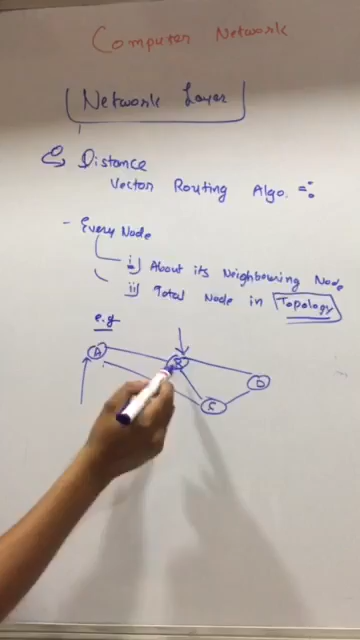 Computer Network
Network Layer
Distance
Vector Routing Algo. :
- Every Node
i) About its Neighbouring Node
ii) Total Node in Topology
e.g
A
B
D
C